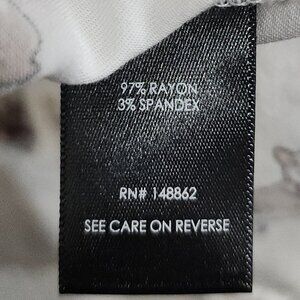 97% RAYON
3% SPANDEX
RN# 148862
SEE CARE ON REVERSE